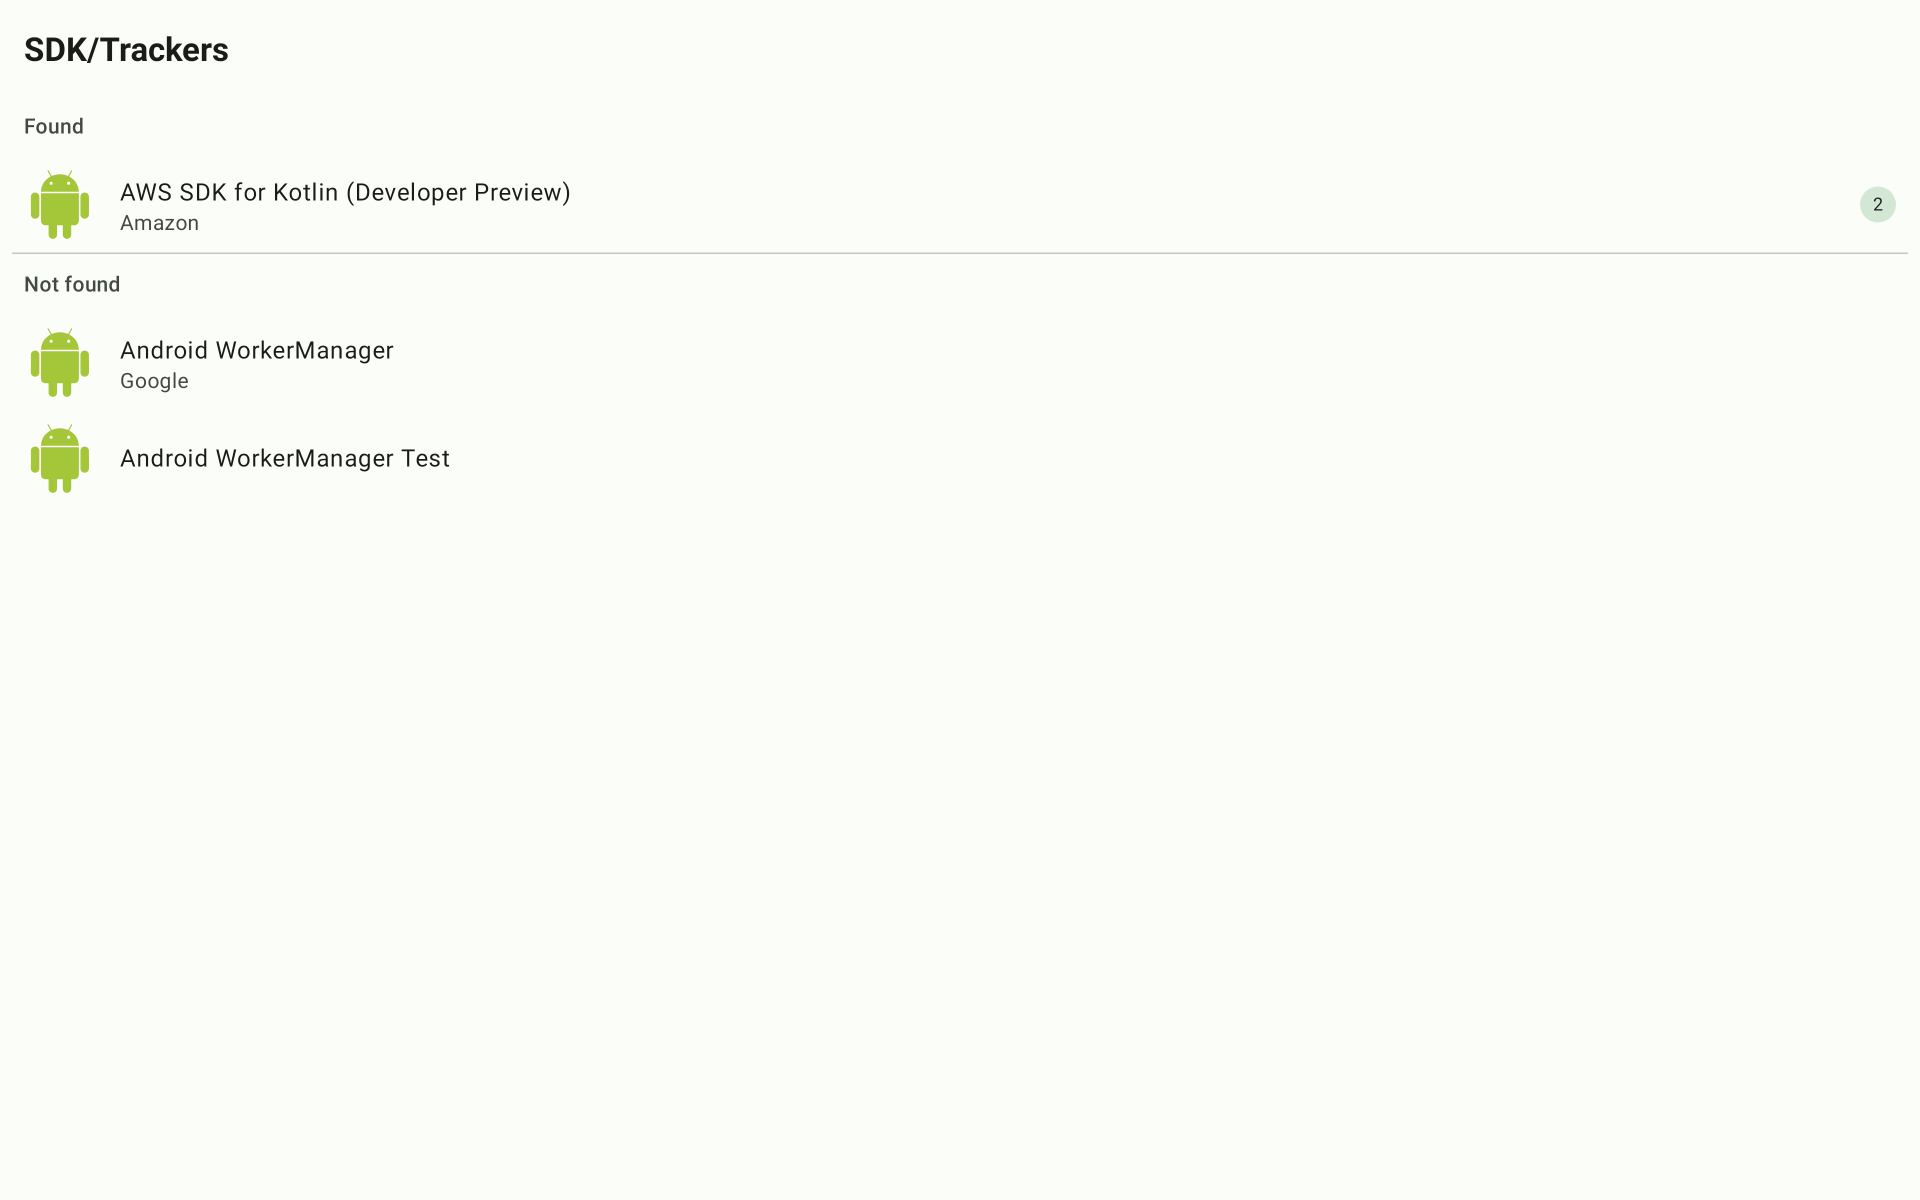 SDK/Trackers
Found
AWS SDK for Kotlin (Developer Preview)
Amazon
2
Not found
Android WorkerManager
Google
Android WorkerManager Test